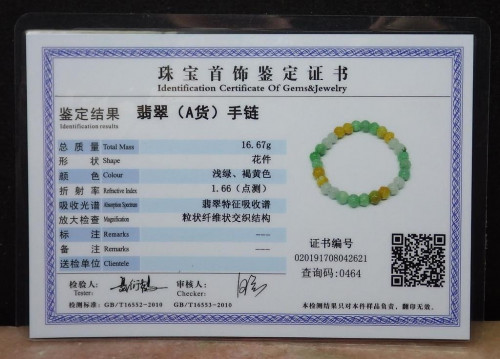 珠宝首饰鉴定证书
Identification Certificate Of Gems&Jewelry
鉴定结果 翡翠（A货）手链
Identification results
总质量 Total Mass 16.67g
形状 Shape 花件
颜色 Colour 浅绿、褐黄色
折射率 Refractive Index 1.66（点测）
吸收光谱 Absorption Spectrum 翡翠特征吸收谱
放大检查 Magnification 粒状纤维状交织结构
标注 Remarks ---
备注 Remarks ---
送检单位 Clientele
证书编号
020191708042621
查询码:0464
检验人:
Tester:
审核人:
Checker:
检测标准: GB/T16552-2010 GB/T16553-2010
本检测结果只对本件样品负责、翻印无效。